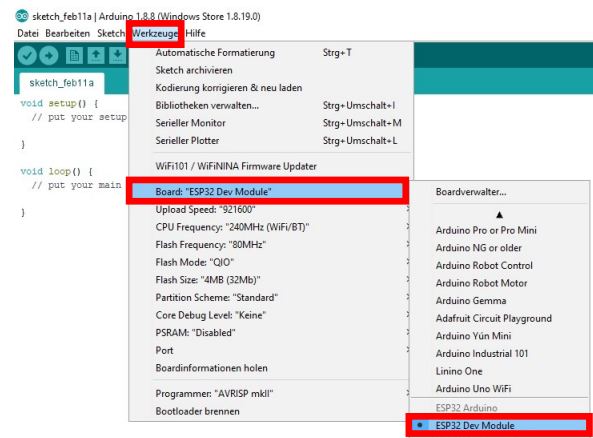 sketch_feb11a | Arduino 1.8.8 (Windows Store 1.8.19.0)
Datei Bearbeiten Sketch Werkzeuge Hilfe
sketch_feb11a
void setup() {
// put your setup
}
void loop() {
// put your main
}
Automatische Formatierung Strg+T
Sketch archivieren
Kodierung korrigieren & neu laden
Bibliotheken verwalten... Strg+Umschalt+I
Serieller Monitor Strg+Umschalt+M
Serieller Plotter Strg+Umschalt+L
WiFi101 / WiFiNINA Firmware Updater
Board: "ESP32 Dev Module"
Upload Speed: "921600"
CPU Frequency: "240MHz (WiFi/BT)"
Flash Frequency: "80MHz"
Flash Mode: "QIO"
Flash Size: "4MB (32Mb)"
Partition Scheme: "Standard"
Core Debug Level: "Keine"
PSRAM: "Disabled"
Port
Boardinformationen holen
Programmer: "AVRISP mkII"
Bootloader brennen
Boardverwalter...
Arduino Pro or Pro Mini
Arduino NG or older
Arduino Robot Control
Arduino Robot Motor
Arduino Gemma
Adafruit Circuit Playground
Arduino Yún Mini
Arduino Industrial 101
Linino One
Arduino Uno WiFi
ESP32 Arduino
ESP32 Dev Module